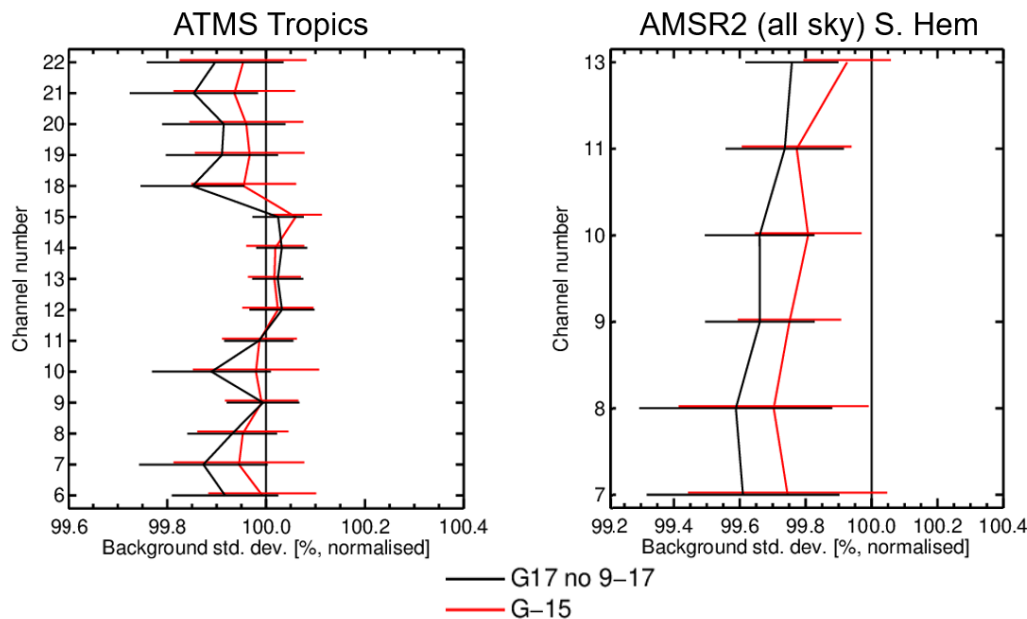 ATMS Tropics
22
21
20
19
18
15
14
13
12
11
10
9
8
7
6
Channel number
99.6 99.8 100.0 100.2 100.4
Background std. dev. [%, normalised]
AMSR2 (all sky) S. Hem
13
11
10
9
8
7
Channel number
99.2 99.4 99.6 99.8 100.0 100.2 100.4
Background std. dev. [%, normalised]
G17 no 9−17
G−15